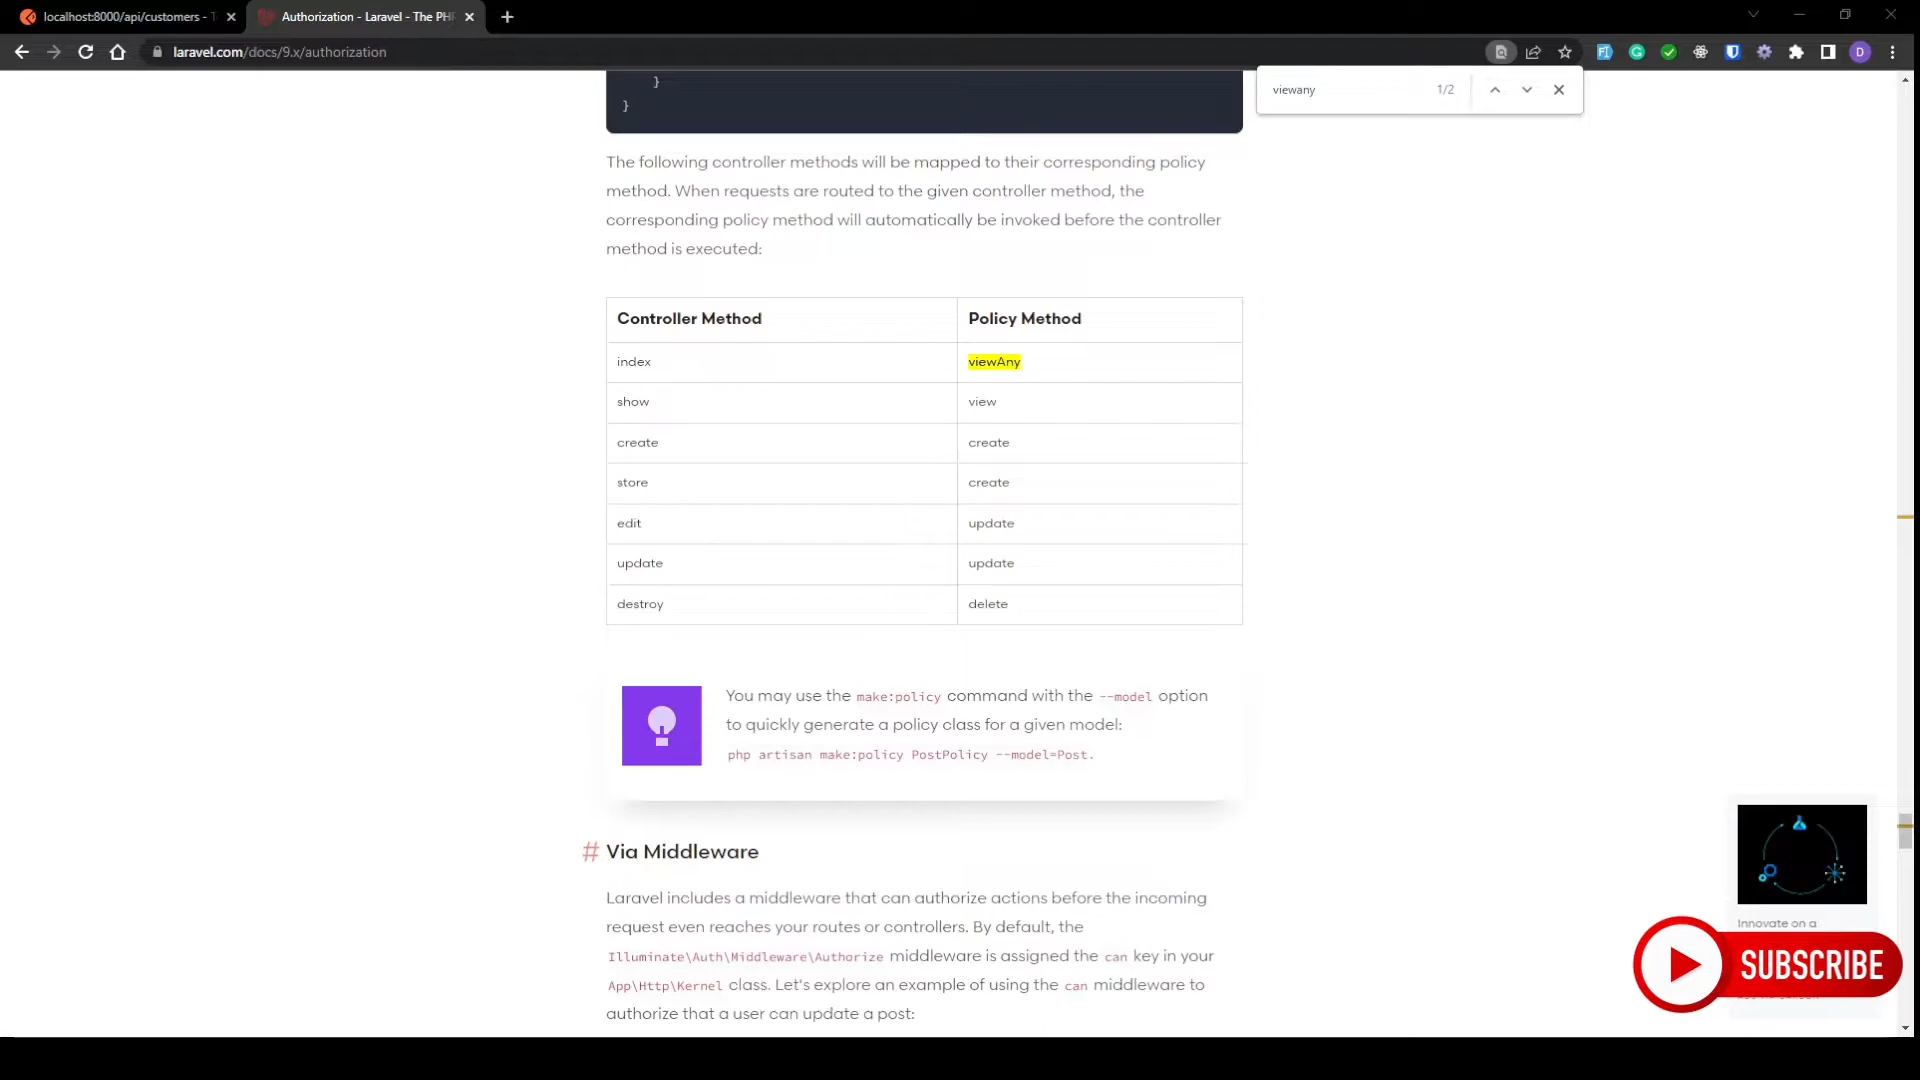 localhost:8000/api/customers -
Authorization - Laravel - The PHP
laravel.com/docs/9.x/authorization
D
viewany 1/2
}
}
The following controller methods will be mapped to their corresponding policy
method. When requests are routed to the given controller method, the
corresponding policy method will automatically be invoked before the controller
method is executed:
Controller Method Policy Method
index viewAny
show view
create create
store create
edit update
update update
destroy delete
You may use the make:policy command with the --model option
to quickly generate a policy class for a given model:
php artisan make:policy PostPolicy --model=Post.
# Via Middleware
Laravel includes a middleware that can authorize actions before the incoming
request even reaches your routes or controllers. By default, the
Illuminate\Auth\Middleware\Authorize middleware is assigned the can key in your
App\Http\Kernel class. Let's explore an example of using the can middleware to
authorize that a user can update a post:
Innovate on a
SUBSCRIBE